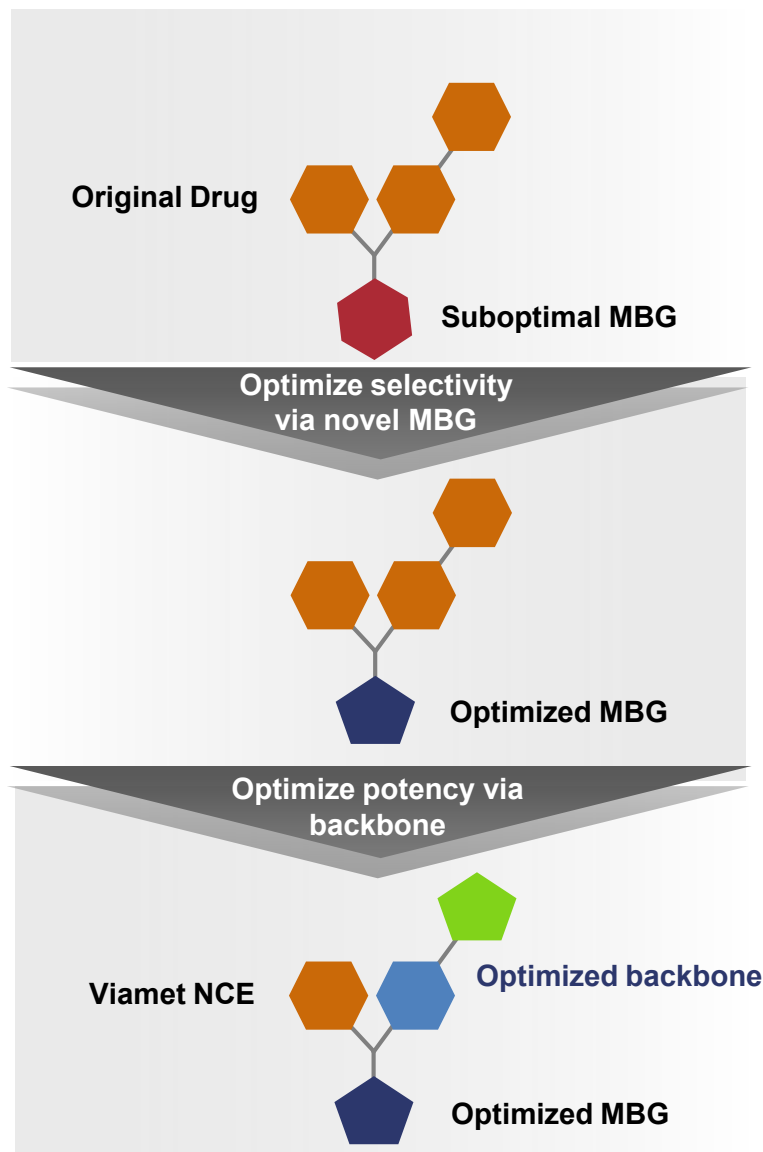 Original Drug
Suboptimal MBG
Optimize selectivity
via novel MBG
Optimized MBG
Optimize potency via
backbone
Optimized backbone
Viamet NCE
Optimized MBG